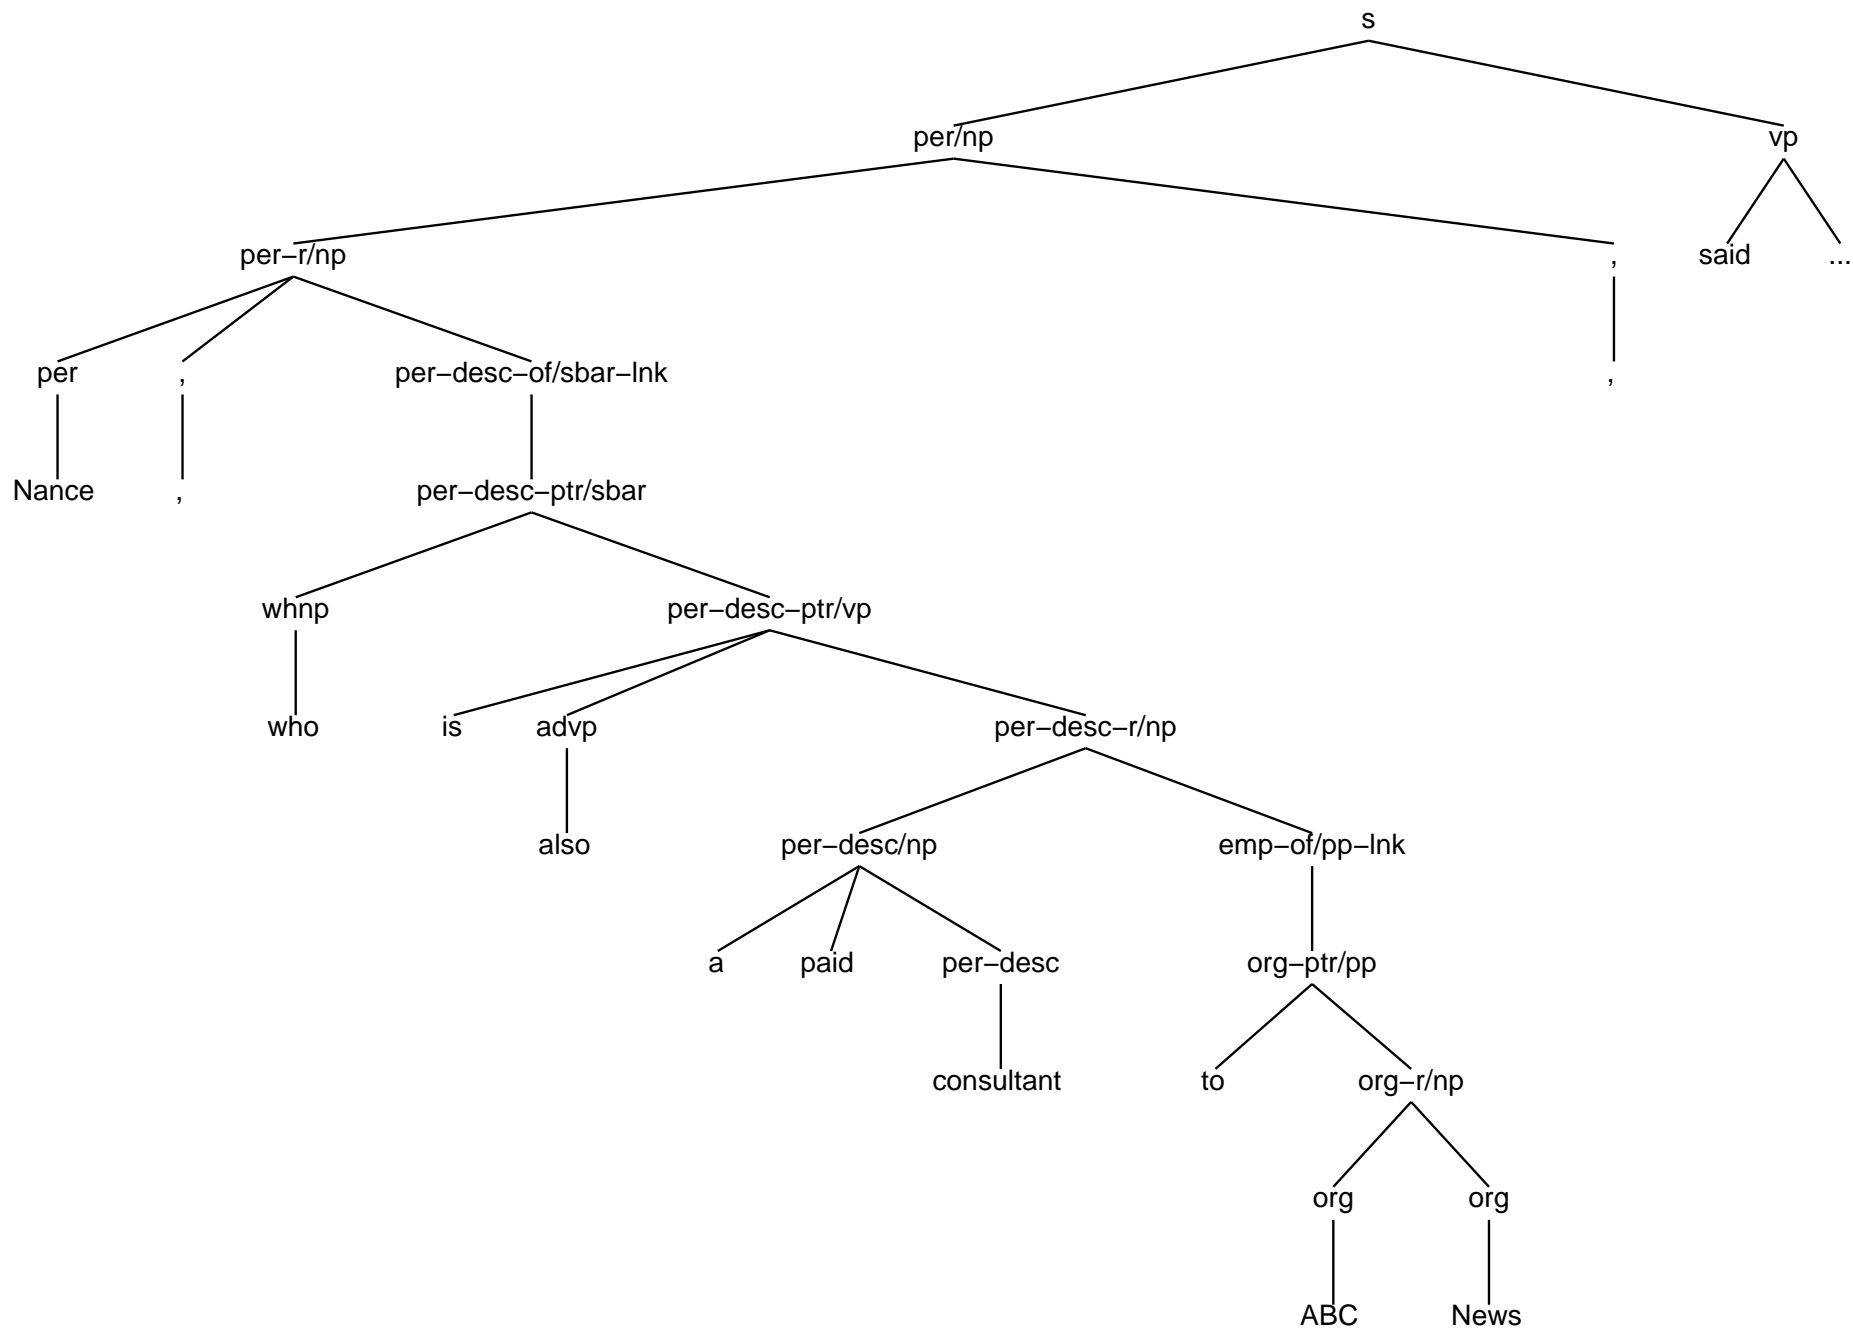 s
per/np vp
per−r/np , said ...
per , per−desc−of/sbar−lnk ,
Nance , per−desc−ptr/sbar
whnp per−desc−ptr/vp
who is advp per−desc−r/np
also per−desc/np emp−of/pp−lnk
a paid per−desc org−ptr/pp
consultant to org−r/np
org org
ABC News